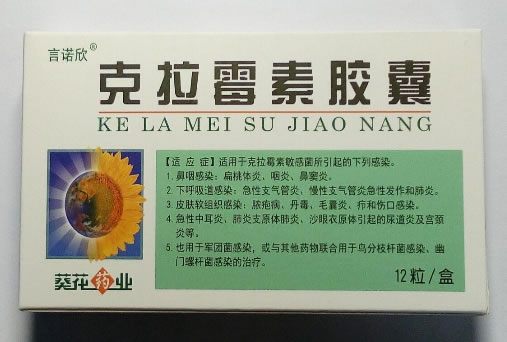 言诺欣®
克拉霉素胶囊
KE LA MEI SU JIAO NANG
【适 应 症】适用于克拉霉素敏感菌所引起的下列感染。
1. 鼻咽感染：扁桃体炎、咽炎、鼻窦炎。
2. 下呼吸道感染：急性支气管炎、慢性支气管炎急性发作和肺炎。
3. 皮肤软组织感染：脓疱病、丹毒、毛囊炎、疖和伤口感染。
4. 急性中耳炎、肺炎支原体肺炎、沙眼衣原体引起的尿道炎及宫颈
炎等。
5. 也用于军团菌感染，或与其他药物联合用于鸟分枝杆菌感染、幽
门螺杆菌感染的治疗。
葵花药业
12粒/盒